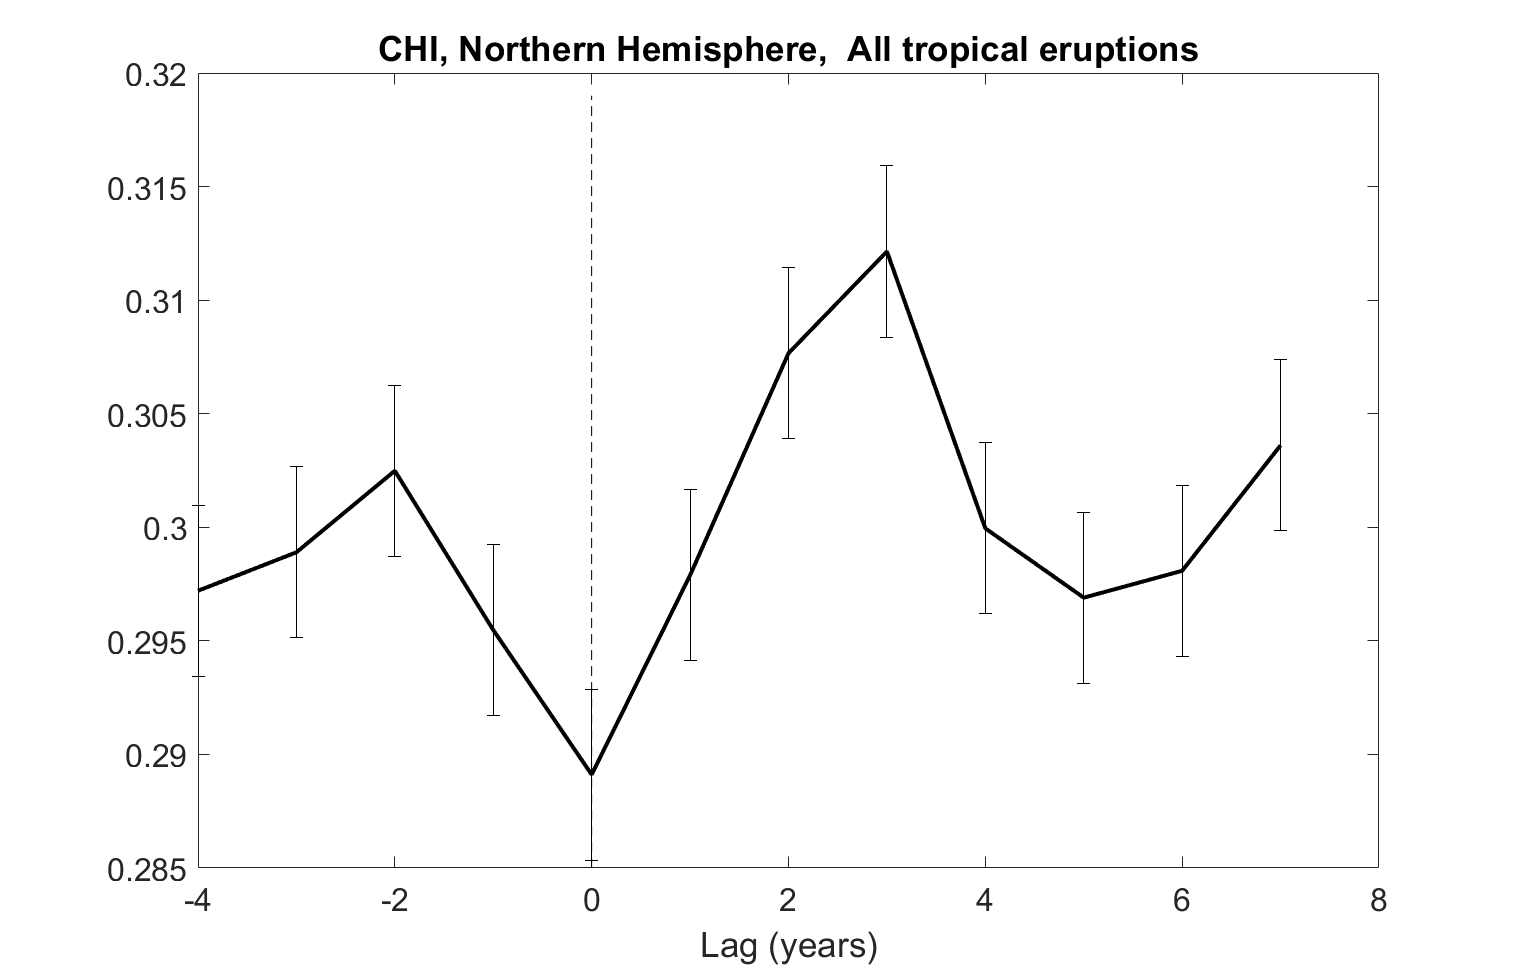 CHI, Northern Hemisphere,  All tropical eruptions
0.32
0.315
0.31
0.305
0.3
0.295
0.29
0.285
-4 -2 0 2 4 6 8
Lag (years)